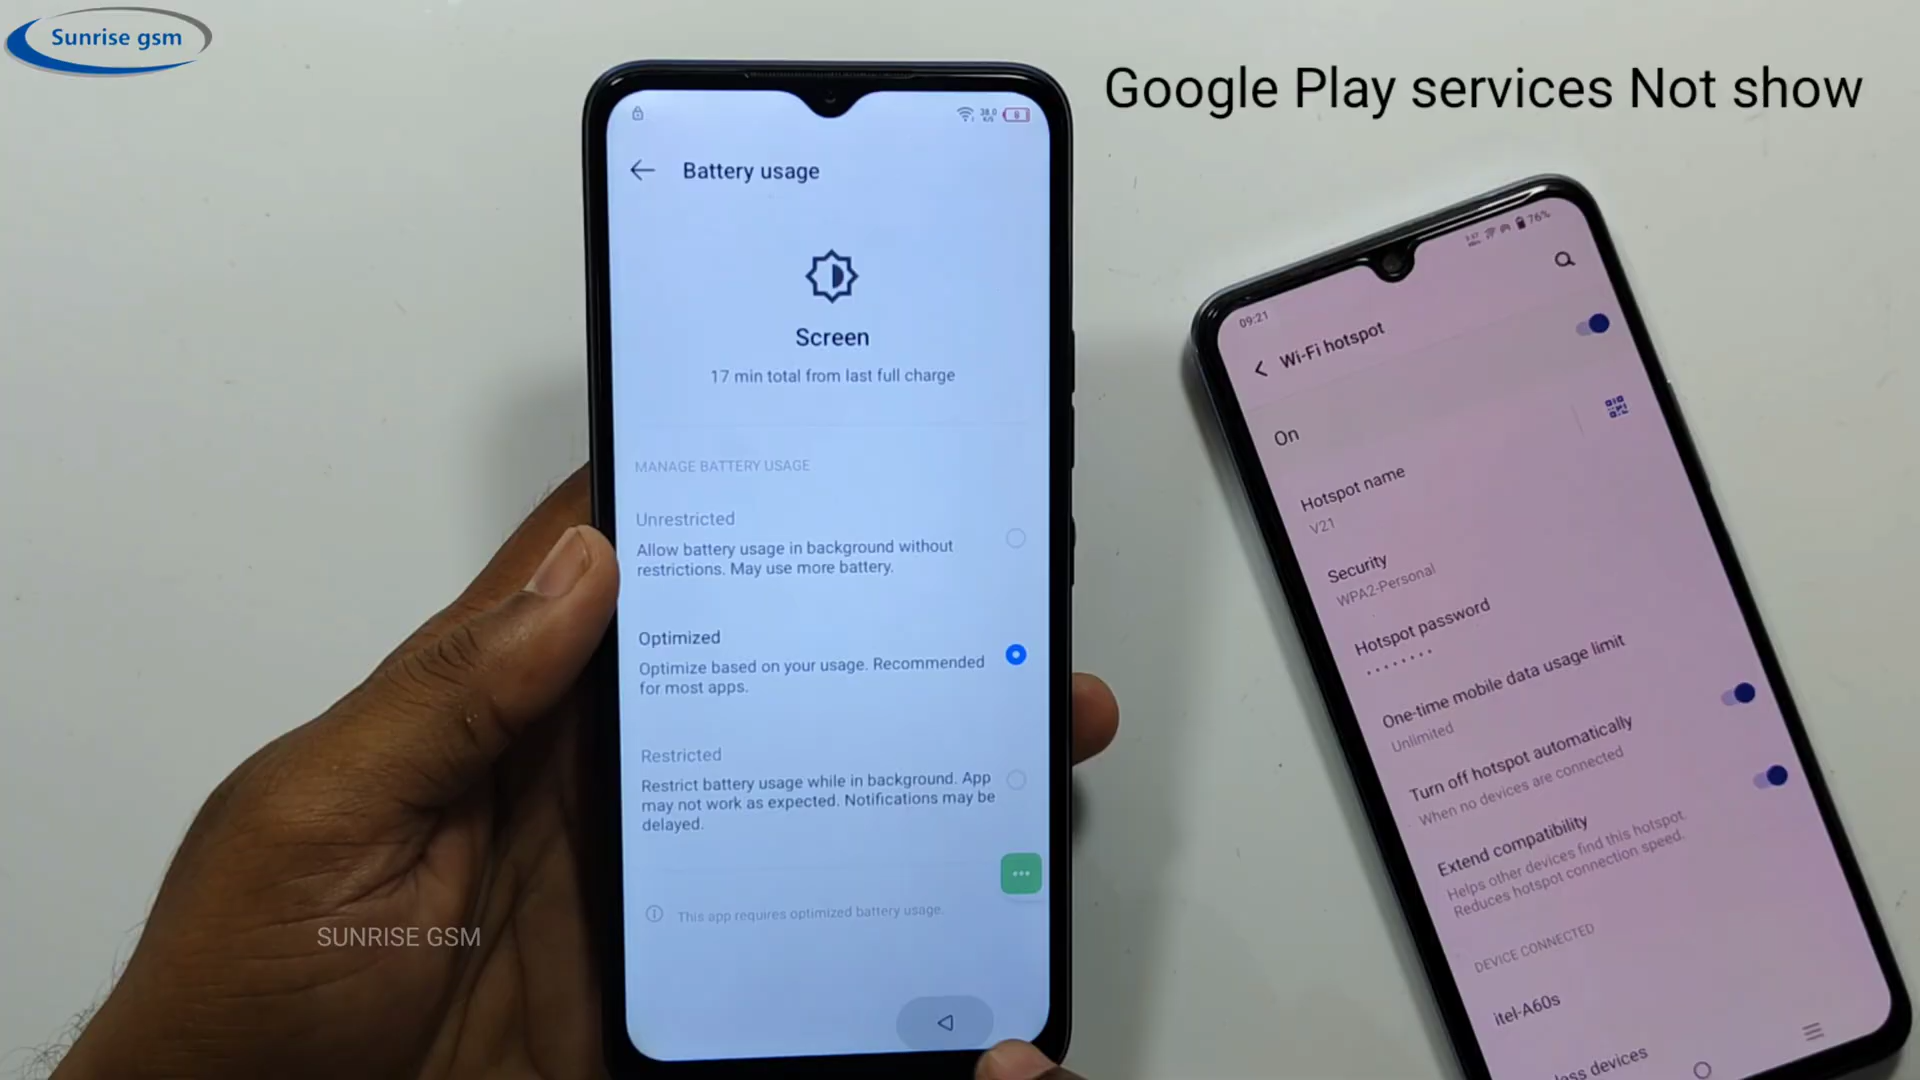 Sunrise gsm
Google Play services Not show
Battery usage
Screen
17 min total from last full charge
MANAGE BATTERY USAGE
Unrestricted
Allow battery usage in background without
restrictions. May use more battery.
Optimized
Optimize based on your usage. Recommended
for most apps.
Restricted
Restrict battery usage while in background. App
may not work as expected. Notifications may be
delayed.
This app requires optimized battery usage.
SUNRISE GSM
09:21
76%
Wi-Fi hotspot
On
Hotspot name
V21
Security
WPA2-Personal
Hotspot password
One-time mobile data usage limit
Unlimited
Turn off hotspot automatically
When no devices are connected
Extend compatibility
Helps other devices find this hotspot.
Reduces hotspot connection speed.
DEVICE CONNECTED
itel-A60s
devices